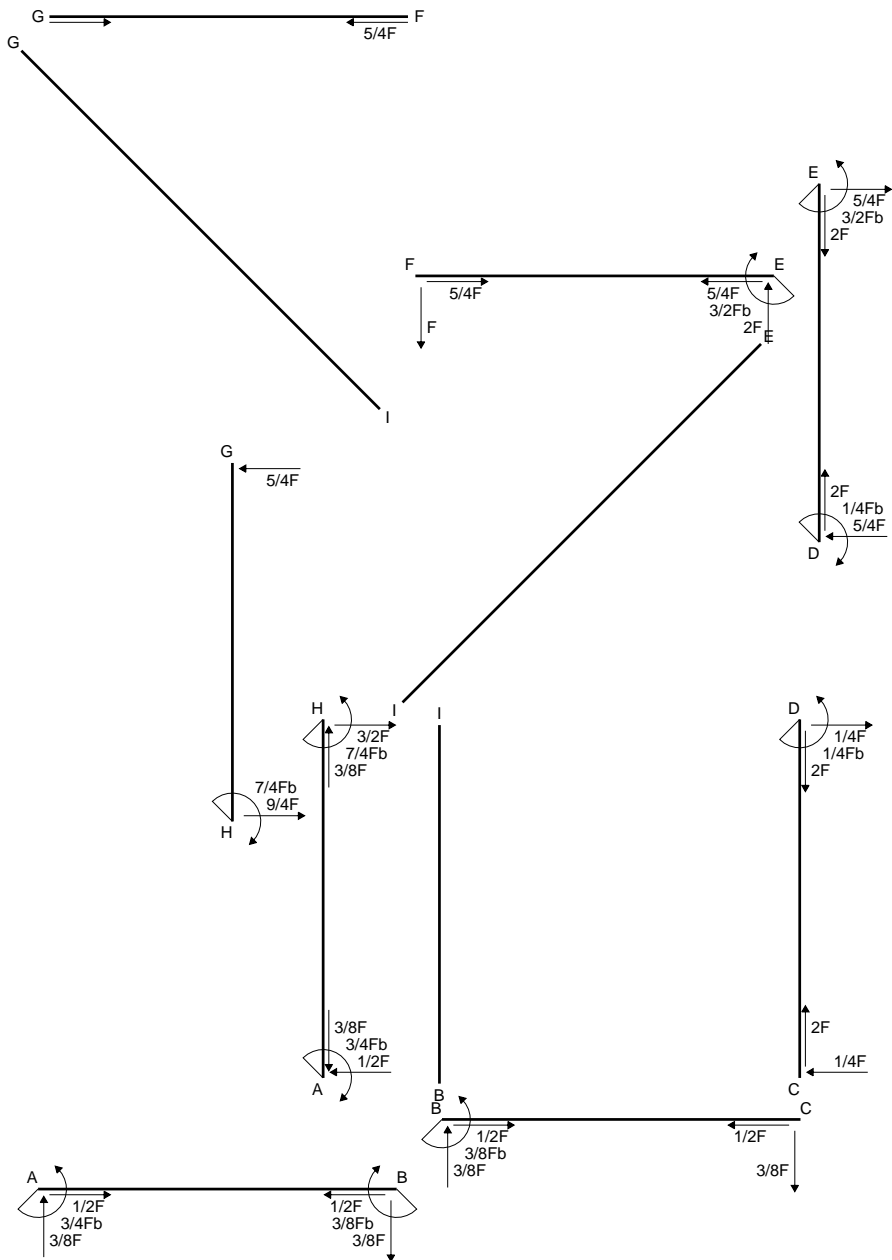 G F
5/4F
G
E
5/4F
3/2Fb
2F
F E
5/4F 5/4F
3/2Fb
F 2F
E
I
G
5/4F
2F
1/4Fb
5/4F
D
H I I D
3/2F 1/4F
7/4Fb 1/4Fb
3/8F 2F
7/4Fb
9/4F
H
3/8F 2F
3/4Fb
1/2F 1/4F
A B C
B C
1/2F 1/2F
3/8Fb
3/8F 3/8F
A B
1/2F 1/2F
3/4Fb 3/8Fb
3/8F 3/8F